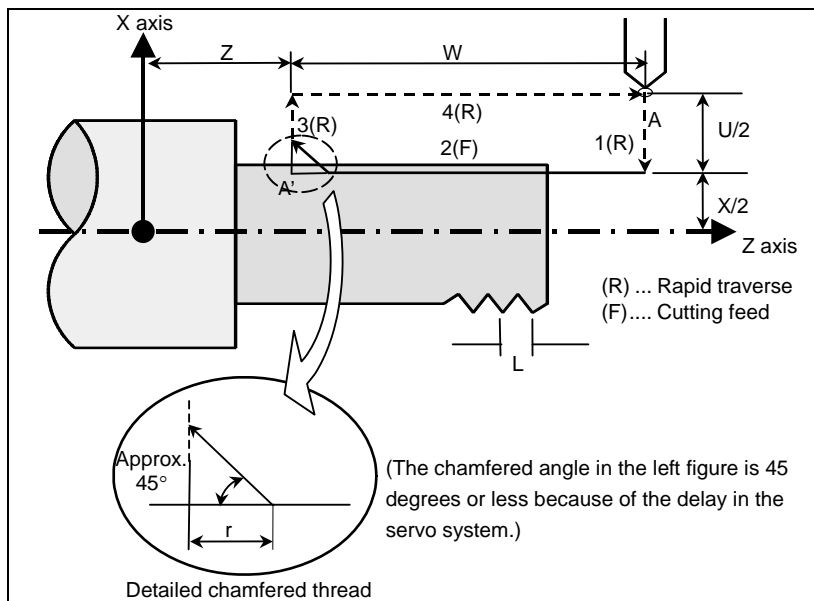 X axis
Z
W
4(R)
3(R)
A
U/2
2(F)
1(R)
A'
X/2
Z axis
(R) ... Rapid traverse
(F).... Cutting feed
L
Approx.
45°
r
(The chamfered angle in the left figure is 45
degrees or less because of the delay in the
servo system.)
Detailed chamfered thread